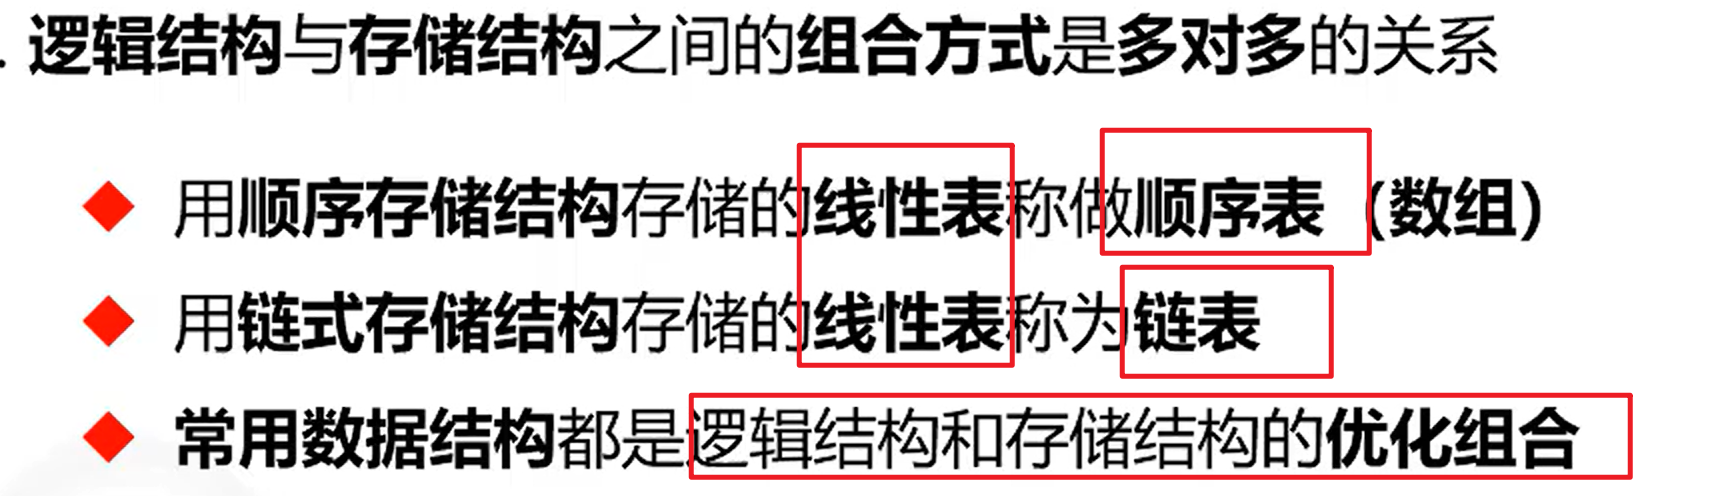 . 逻辑结构与存储结构之间的组合方式是多对多的关系
用顺序存储结构存储的线性表称做顺序表（数组）
用链式存储结构存储的线性表称为链表
常用数据结构都是逻辑结构和存储结构的优化组合